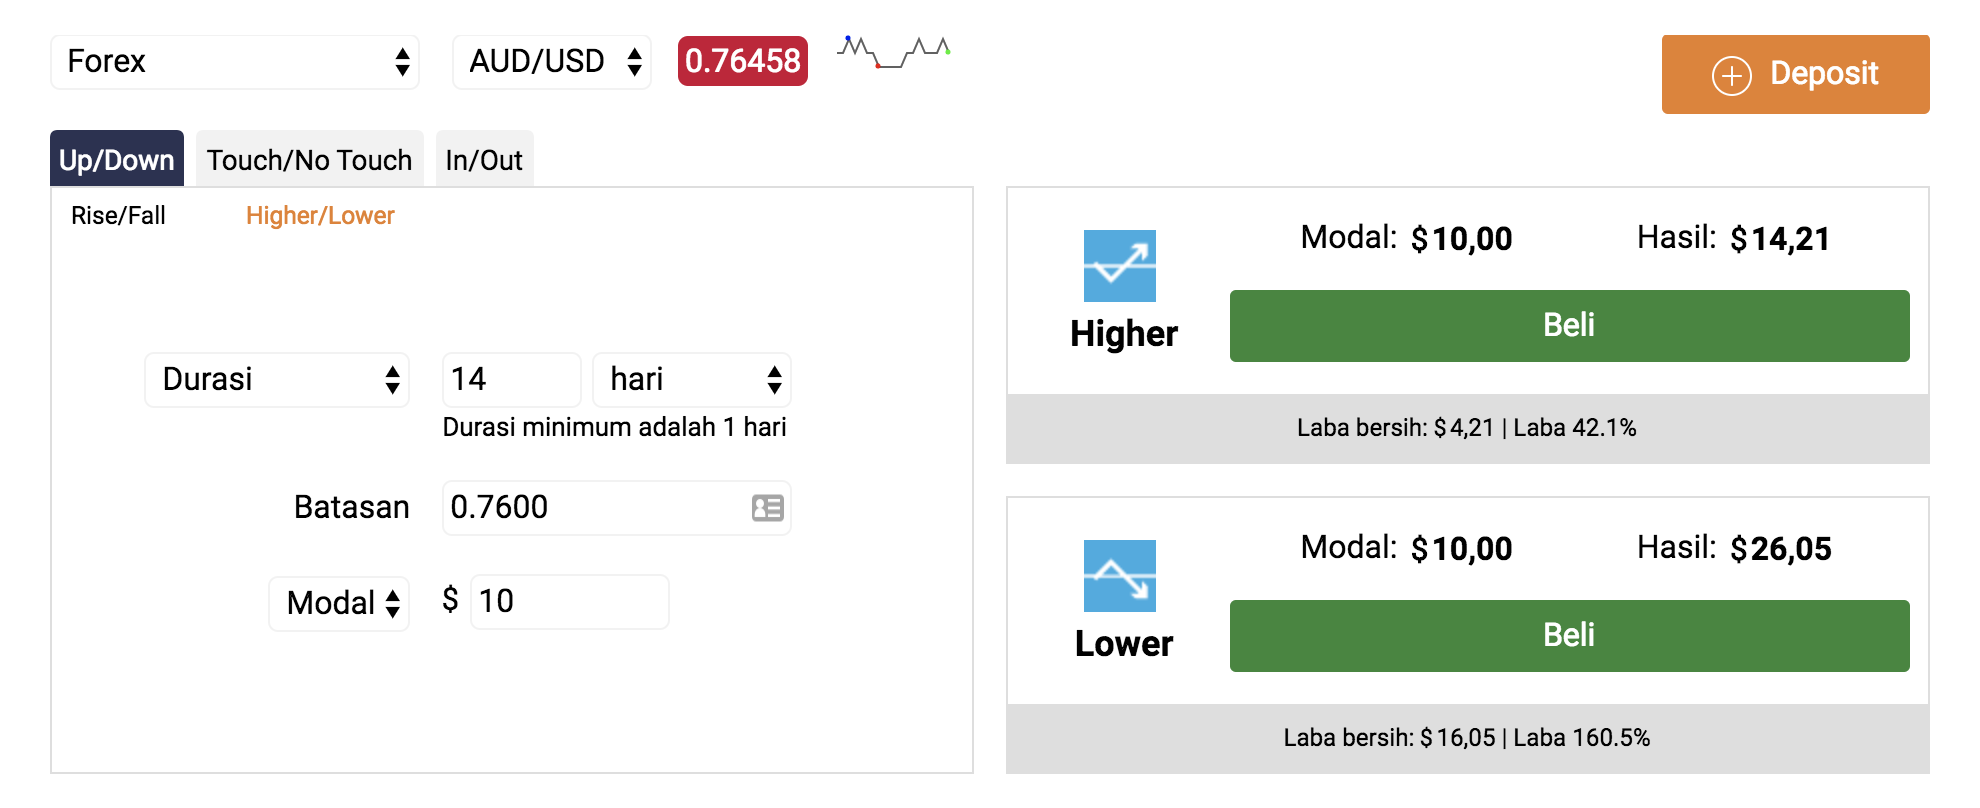 Forex AUD/USD 0.76458
Deposit
Up/Down Touch/No Touch In/Out
Rise/Fall Higher/Lower
Durasi 14 hari
Durasi minimum adalah 1 hari
Batasan 0.7600
Modal $ 10
Modal: $10,00 Hasil: $14,21
Higher
Beli
Laba bersih: $4,21 | Laba 42.1%
Modal: $10,00 Hasil: $26,05
Lower
Beli
Laba bersih: $16,05 | Laba 160.5%